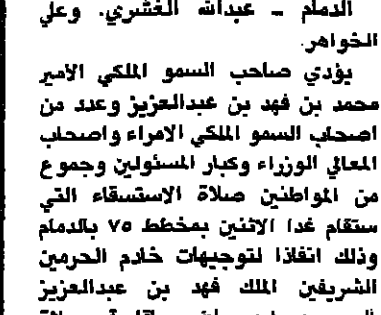 الدمام ــ عبدالله الغشري. وعلي
الخواهر.
يؤدي صاحب السمو الملكي الامير
محمد بن فهد بن عبدالعزيز وعدد من
اصحاب السمو الملكي الامراء واصحاب
المعالي الوزراء وكبار المسئولين وجموع
من المواطنين صلاة الاستسقاء التي
ستقام غدا الاثنين بمخطط ٧٥ بالدمام
وذلك انفاذا لتوجيهات خادم الحرمين
الشريفين الملك فهد بن عبدالعزيز